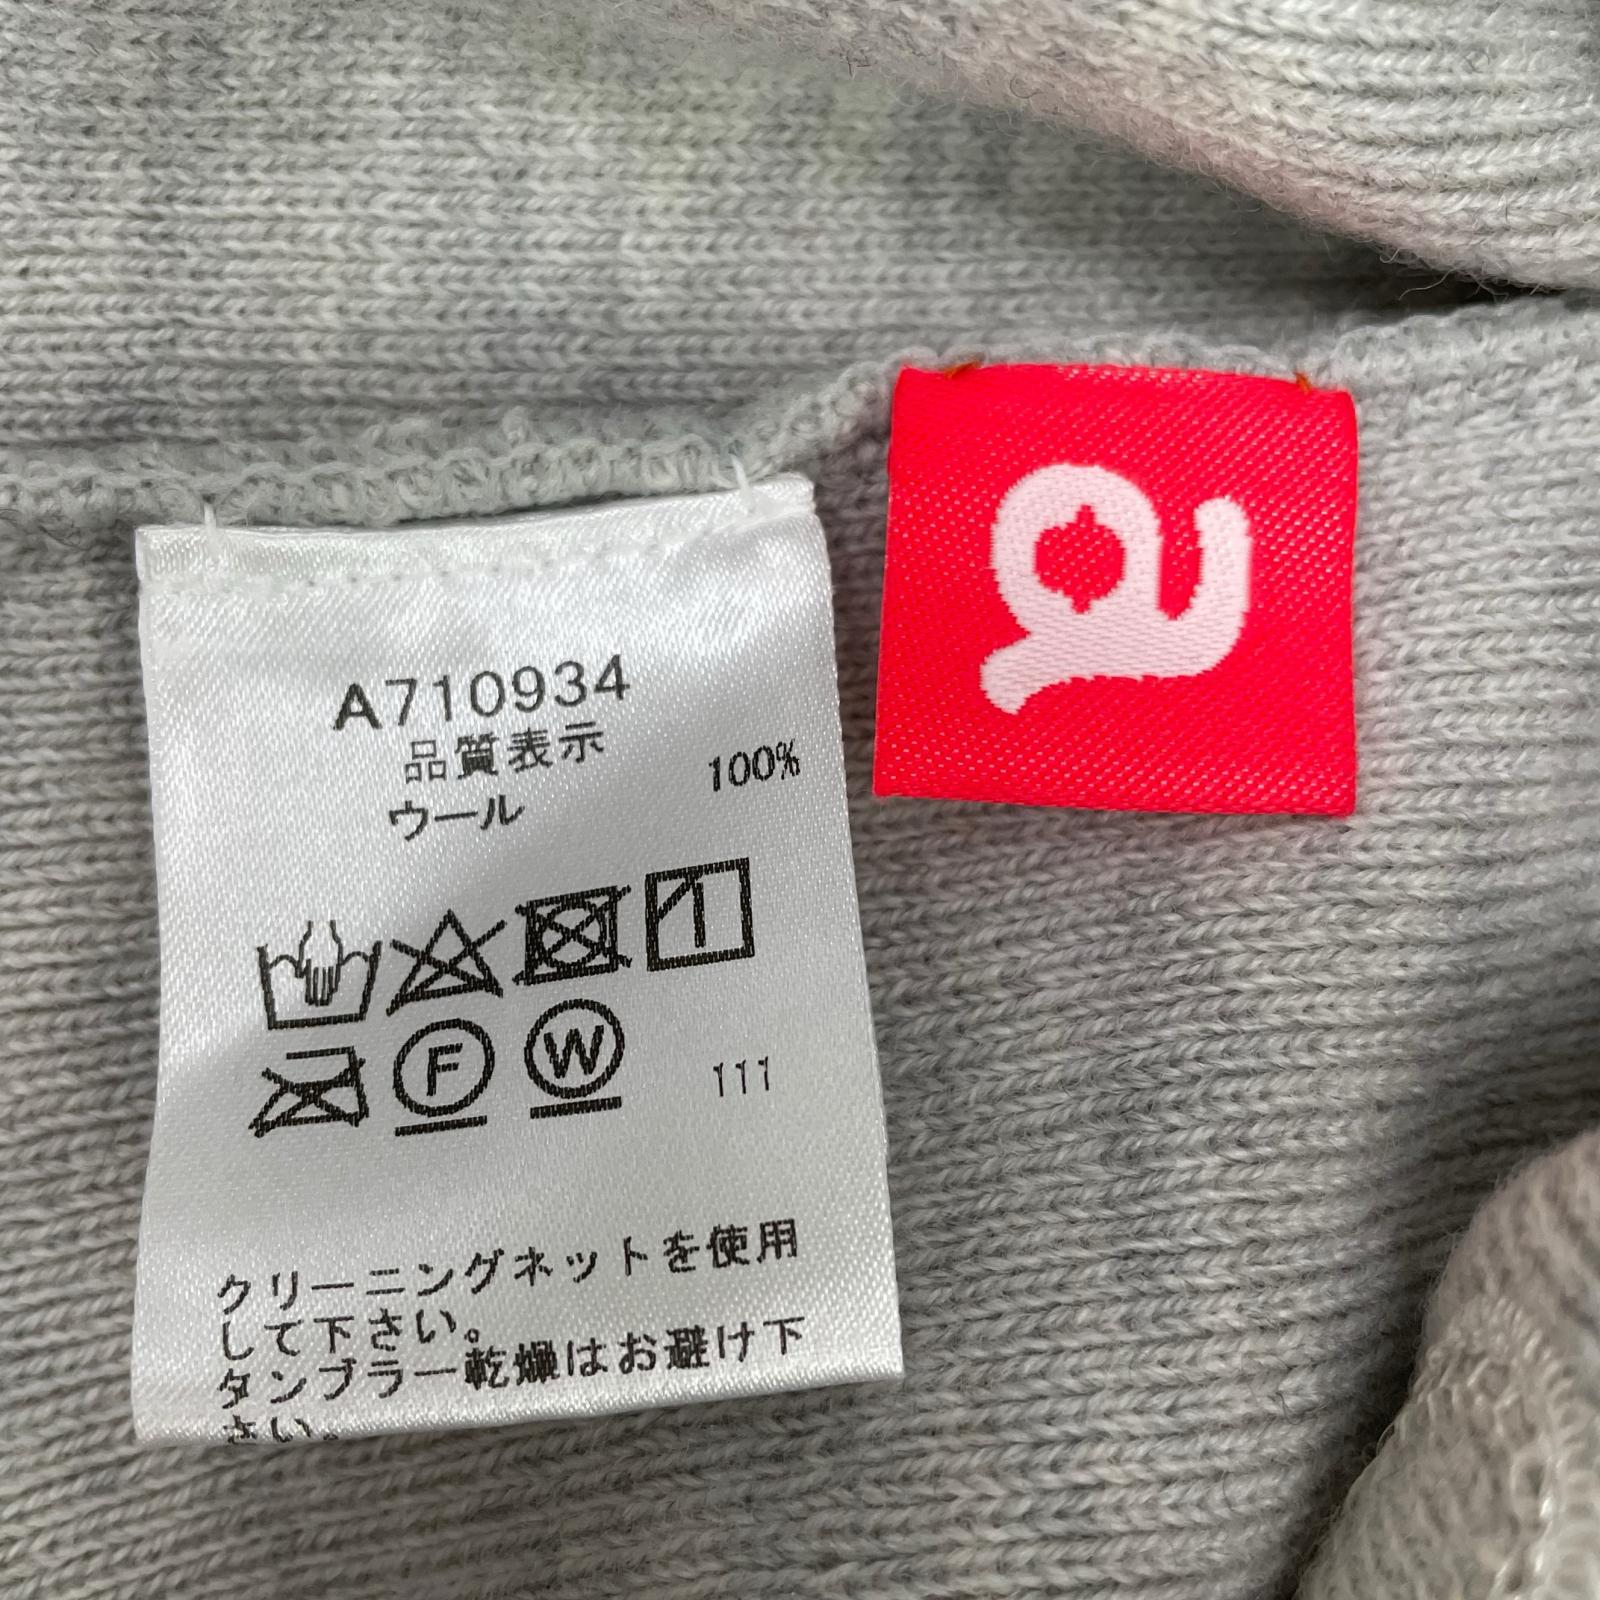 A710934
品質表示
ウール 100%
F W 111
クリーニングネットを使用
して下さい。
タンブラー乾燥はお避け下
さい。